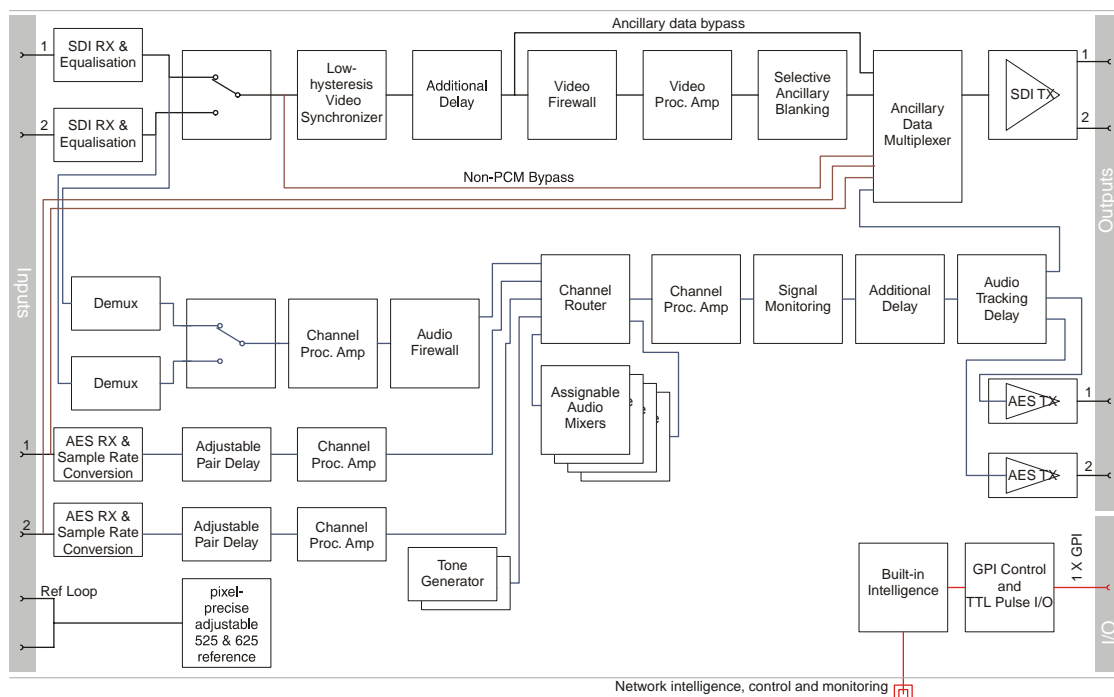 Ancillary data bypass
1
SDI RX &
Equalisation
2
SDI RX &
Equalisation
Low-
hysteresis
Video
Synchronizer
Additional
Delay
Video
Firewall
Video
Proc. Amp
Selective
Ancillary
Blanking
Ancillary
Data
Multiplexer
SDI TX
1
2
Non-PCM Bypass
Inputs
Outputs
Demux
Demux
Channel
Proc. Amp
Audio
Firewall
Channel
Router
Channel
Proc. Amp
Signal
Monitoring
Additional
Delay
Audio
Tracking
Delay
Assignable
Audio
Mixers
e
e
AES TX
1
AES TX
2
1
AES RX &
Sample Rate
Conversion
Adjustable
Pair Delay
Channel
Proc. Amp
2
AES RX &
Sample Rate
Conversion
Adjustable
Pair Delay
Channel
Proc. Amp
Tone
Generator
Ref Loop
pixel-
precise
adjustable
525 & 625
reference
Built-in
Intelligence
GPI Control
and
TTL Pulse I/O
1 X GPI
I/O
Network intelligence, control and monitoring